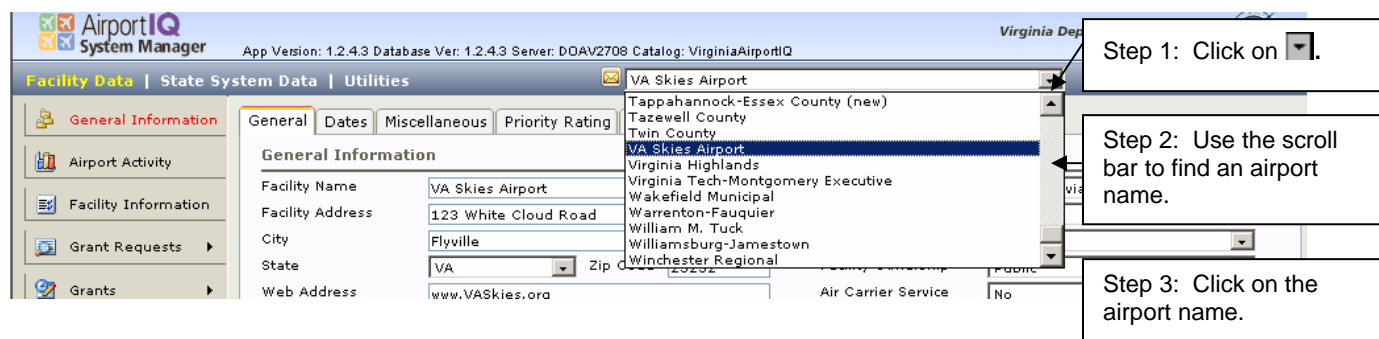 AirportIQ
System Manager
App Version: 1.2.4.3 Database Ver: 1.2.4.3 Server: DOAV2708 Catalog: VirginiaAirportIQ
Virginia Dep
Step 1: Click on .
Facility Data | State System Data | Utilities
VA Skies Airport
Tappahannock-Essex County (new)
Tazewell County
Twin County
VA Skies Airport
Virginia Highlands
Virginia Tech-Montgomery Executive
Wakefield Municipal
Warrenton-Fauquier
William M. Tuck
Williamsburg-Jamestown
Winchester Regional
Step 2: Use the scroll
bar to find an airport
name.
Step 3: Click on the
airport name.
General Information
Airport Activity
Facility Information
Grant Requests
Grants
General Dates Miscellaneous Priority Rating
General Information
Facility Name VA Skies Airport
Facility Address 123 White Cloud Road
City Flyville
State VA Zip
Web Address www.VASkies.org Air Carrier Service No